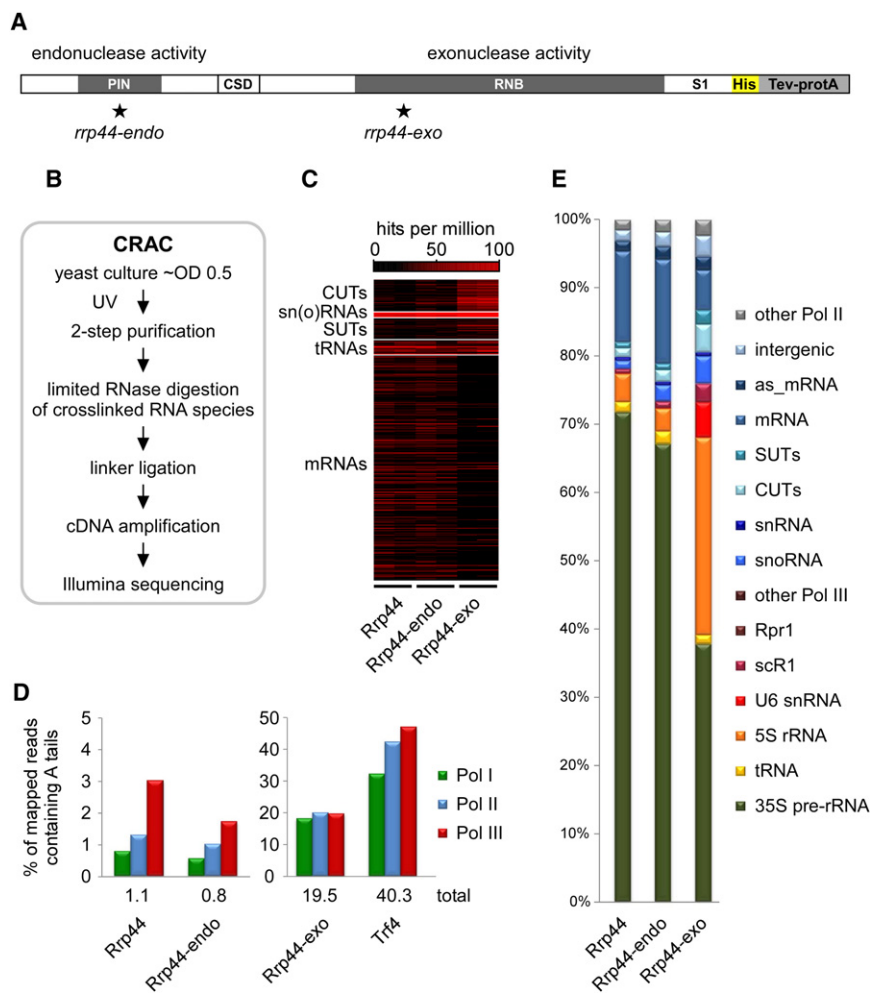 A
endonuclease activity
exonuclease activity
PIN
CSD
RNB
S1
His
Tev-protA
rrp44-endo
rrp44-exo
B
CRAC
yeast culture ~OD 0.5
UV
2-step purification
limited RNase digestion
of crosslinked RNA species
linker ligation
cDNA amplification
Illumina sequencing
C
hits per million
0 50 100
CUTs
sn(o)RNAs
SUTs
tRNAs
mRNAs
Rrp44
Rrp44-endo
Rrp44-exo
D
% of mapped reads
containing A tails
5
4
3
2
1
0
1.1
0.8
Rrp44
Rrp44-endo
50
40
30
20
10
0
19.5
40.3
total
Rrp44-exo
Trf4
Pol I
Pol II
Pol III
E
100%
90%
80%
70%
60%
50%
40%
30%
20%
10%
0%
Rrp44
Rrp44-endo
Rrp44-exo
other Pol II
intergenic
as_mRNA
mRNA
SUTs
CUTs
snRNA
snoRNA
other Pol III
Rpr1
scR1
U6 snRNA
5S rRNA
tRNA
35S pre-rRNA